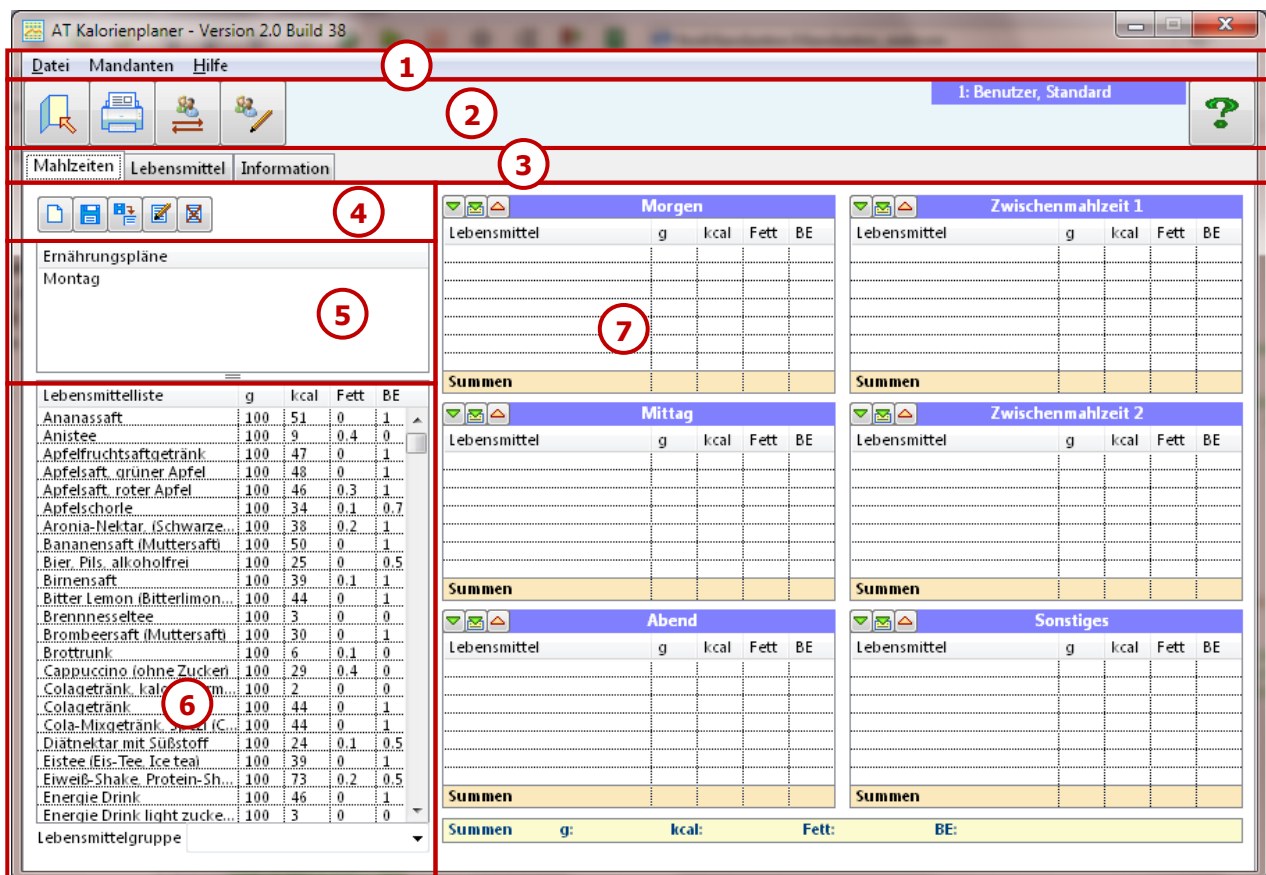 AT Kalorienplaner - Version 2.0 Build 38
Datei Mandanten Hilfe
1
2
1: Benutzer, Standard
3
Mahlzeiten Lebensmittel Information
4
Ernährungspläne
Montag
5
Lebensmittelliste g kcal Fett BE
Ananassaft 100 51 0 1
Anistee 100 9 0.4 0
Apfelfruchtsaftgetränk 100 47 0 1
Apfelsaft, grüner Apfel 100 48 0 1
Apfelsaft, roter Apfel 100 46 0.3 1
Apfelschorle 100 34 0.1 0.7
Aronia-Nektar, (Schwarze... 100 38 0.2 1
Bananensaft (Muttersaft) 100 50 0 1
Bier, Pils, alkoholfrei 100 25 0 0.5
Birnensaft 100 39 0.1 1
Bitter Lemon (Bitterlimon... 100 44 0 1
Brennnesseltee 100 3 0 0
Brombeersaft (Muttersaft) 100 30 0 1
Brottrunk 100 6 0.1 0
Cappuccino (ohne Zucker) 100 29 0.4 0
Colagetränk, 100 2 0 0
Colagetränk 100 44 0 1
Cola-Mixgetränk, 100 44 0 1
Diätnektar mit Süßstoff 100 24 0.1 0.5
Eistee (Eis-Tee, Ice tea) 100 39 0 1
Eiweiß-Shake, Protein-Sh... 100 73 0.2 0.5
Energie Drink 100 46 0 1
Energie Drink light zucke... 100 3 0 0
6
Lebensmittelgruppe
Morgen
Lebensmittel g kcal Fett BE
7
Summen
Zwischenmahlzeit 1
Lebensmittel g kcal Fett BE
Summen
Mittag
Lebensmittel g kcal Fett BE
Summen
Zwischenmahlzeit 2
Lebensmittel g kcal Fett BE
Summen
Abend
Lebensmittel g kcal Fett BE
Summen
Sonstiges
Lebensmittel g kcal Fett BE
Summen
Summen g: kcal: Fett: BE: